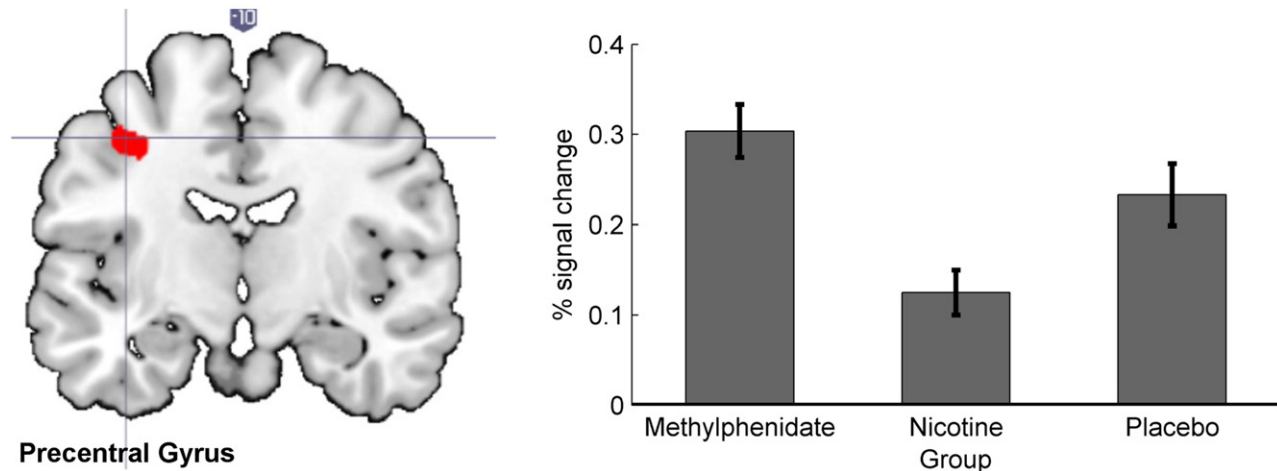 -10
Precentral Gyrus
% signal change
0.4
0.3
0.2
0.1
0
Methylphenidate Nicotine Placebo
Group